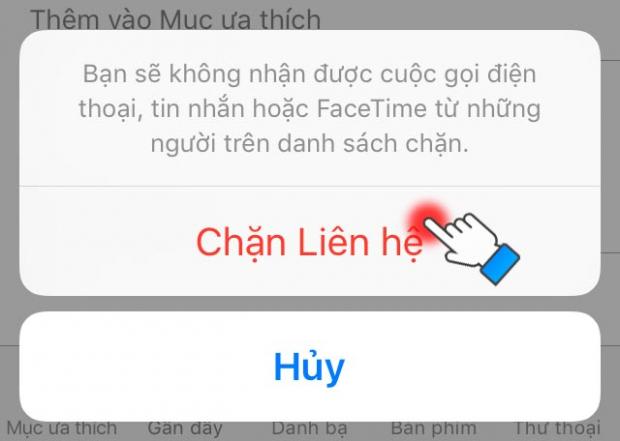 Thêm vào Mục ưa thích
Bạn sẽ không nhận được cuộc gọi điện
thoại, tin nhắn hoặc FaceTime từ những
người trên danh sách chặn.
Chặn Liên hệ
Hủy
Mục ưa thích Gần đây Danh bạ Bàn phím Thư thoại